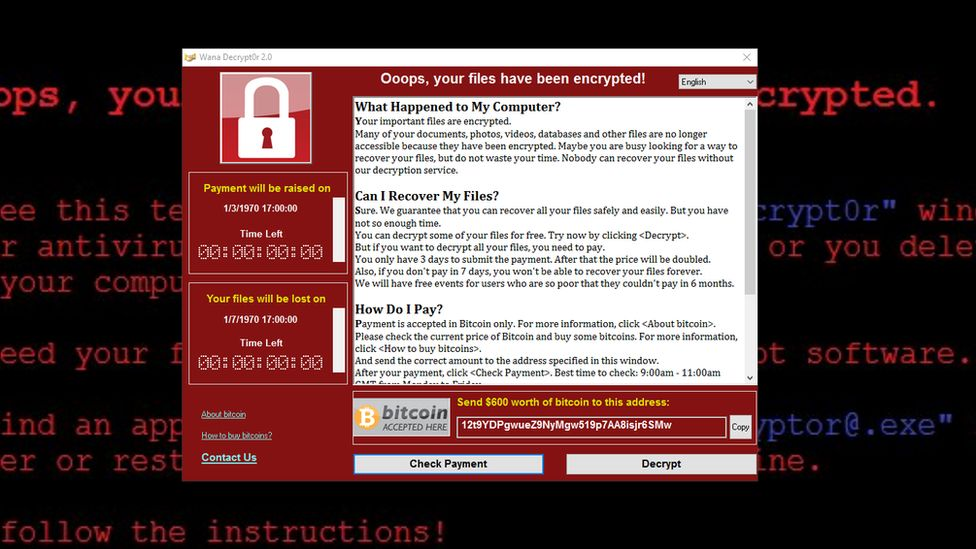 Wana Decrypt0r 2.0
Ooops, your files have been encrypted!
English
Payment will be raised on
1/3/1970 17:00:00
Time Left
00:00:00:00
Your files will be lost on
1/7/1970 17:00:00
Time Left
00:00:00:00
About bitcoin
How to buy bitcoins?
Contact Us
What Happened to My Computer?
Your important files are encrypted.
Many of your documents, photos, videos, databases and other files are no longer
accessible because they have been encrypted. Maybe you are busy looking for a way to
recover your files, but do not waste your time. Nobody can recover your files without
our decryption service.
Can I Recover My Files?
Sure. We guarantee that you can recover all your files safely and easily. But you have
not so enough time.
You can decrypt some of your files for free. Try now by clicking <Decrypt>.
But if you want to decrypt all your files, you need to pay.
You only have 3 days to submit the payment. After that the price will be doubled.
Also, if you don't pay in 7 days, you won't be able to recover your files forever.
We will have free events for users who are so poor that they couldn't pay in 6 months.
How Do I Pay?
Payment is accepted in Bitcoin only. For more information, click <About bitcoin>.
Please check the current price of Bitcoin and buy some bitcoins. For more information,
click <How to buy bitcoins>.
And send the correct amount to the address specified in this window.
After your payment, click <Check Payment>. Best time to check: 9:00am - 11:00am
GMT from Monday to Friday
bitcoin
ACCEPTED HERE
Send $600 worth of bitcoin to this address:
12t9YDPgwueZ9NyMgw519p7AA8isjr6SMw
Copy
Check Payment
Decrypt
ops, you crypted.
ee this te crypt0r" win
r antiviru or you dele
your compu
eed your f ot software.
ind an app yptor@.exe"
er or rest ine.
follow the instructions!